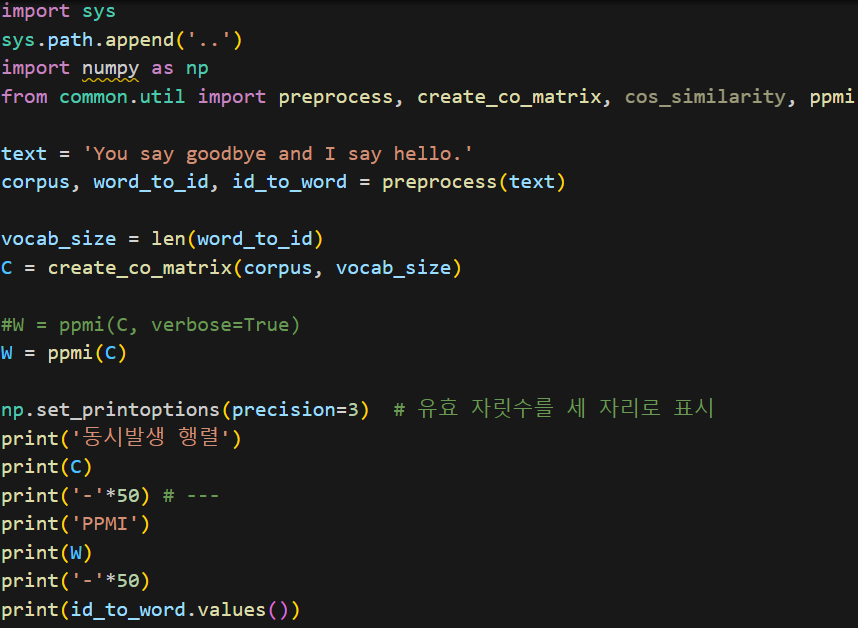 import sys
sys.path.append('..')
import numpy as np
from common.util import preprocess, create_co_matrix, cos_similarity, ppmi
text = 'You say goodbye and I say hello.'
corpus, word_to_id, id_to_word = preprocess(text)
vocab_size = len(word_to_id)
C = create_co_matrix(corpus, vocab_size)
#W = ppmi(C, verbose=True)
W = ppmi(C)
np.set_printoptions(precision=3)  # 유효 자릿수를 세 자리로 표시
print('동시발생 행렬')
print(C)
print('-'*50) # ---
print('PPMI')
print(W)
print('-'*50)
print(id_to_word.values())